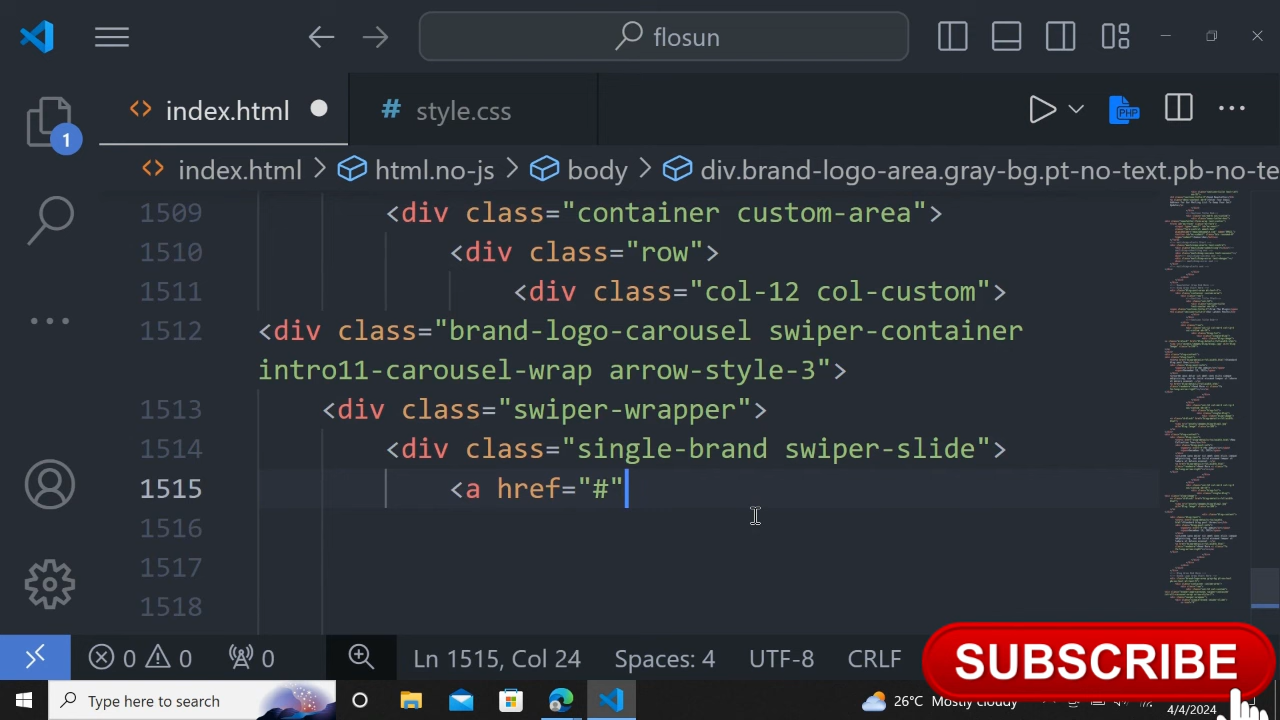 flosun
index.html
# style.css
1
index.html > html.no-js > body > div.brand-logo-area.gray-bg.pt-no-text.pb-no-te
1509 <div class="container custom-area">
1510 <div class="row">
1511 <div class="col-12 col-custom">
1512 <div class="brand-logo-carousel swiper-container
intro11-carousel-wrap arrow-style-3">
1513 <div class="swiper-wrapper">
1514 <div class="single-brand swiper-slide">
1515 <a href="#"
1516
1517
1518
0 0 0 Ln 1515, Col 24 Spaces: 4 UTF-8 CRLF
SUBSCRIBE
Type here to search
26°C Mostly cloudy
4/4/2024